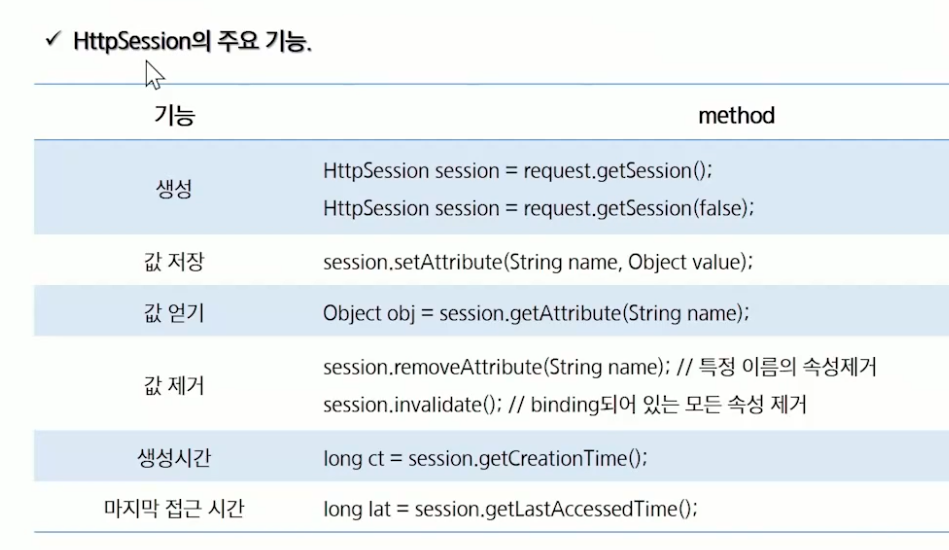 ✓ HttpSession의 주요 기능.
기능 method
생성
HttpSession session = request.getSession();
HttpSession session = request.getSession(false);
값 저장 session.setAttribute(String name, Object value);
값 얻기 Object obj = session.getAttribute(String name);
값 제거
session.removeAttribute(String name); // 특정 이름의 속성제거
session.invalidate(); // binding되어 있는 모든 속성 제거
생성시간 long ct = session.getCreationTime();
마지막 접근 시간 long lat = session.getLastAccessedTime();